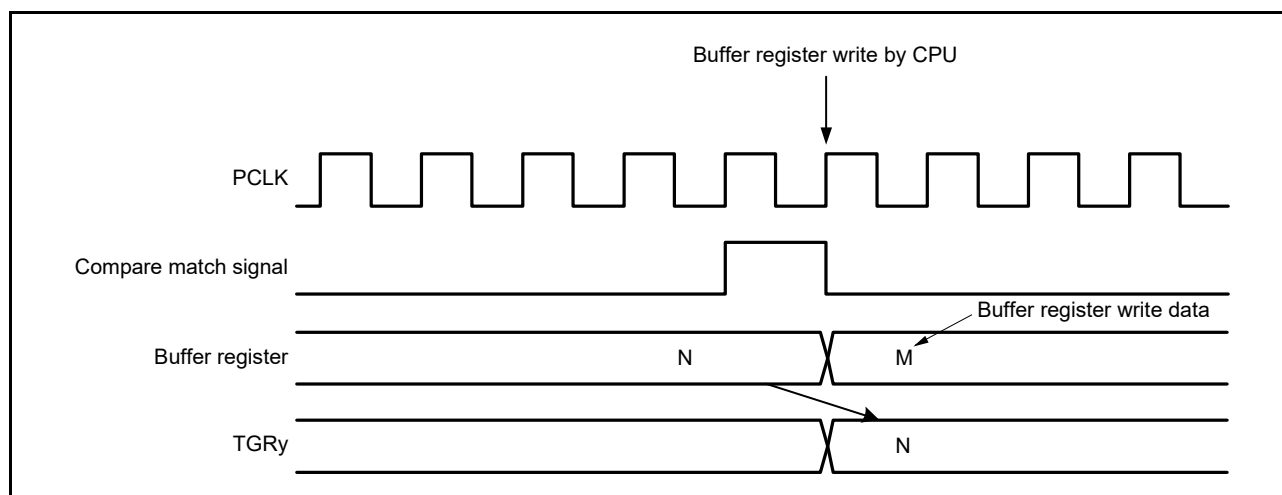 Buffer register write by CPU
PCLK
Compare match signal
Buffer register write data
Buffer register
N
M
TGRy
N